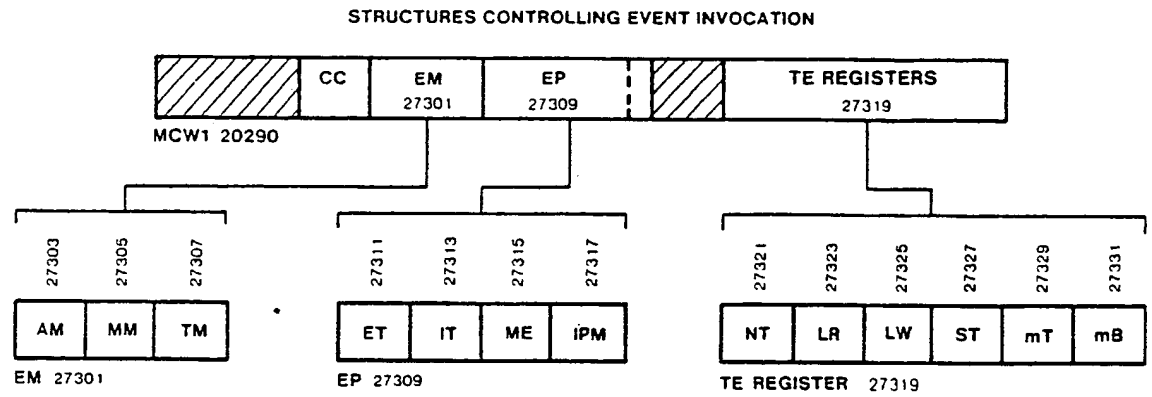 STRUCTURES CONTROLLING EVENT INVOCATION
CC EM EP TE REGISTERS
27301 27309 27319
MCW1 20290
27303 27305 27307 27311 27313 27315 27317 27321 27323 27325 27327 27329 27331
AM MM TM ET IT ME IPM NT LR LW ST mT mB
EM 27301 EP 27309 TE REGISTER 27319